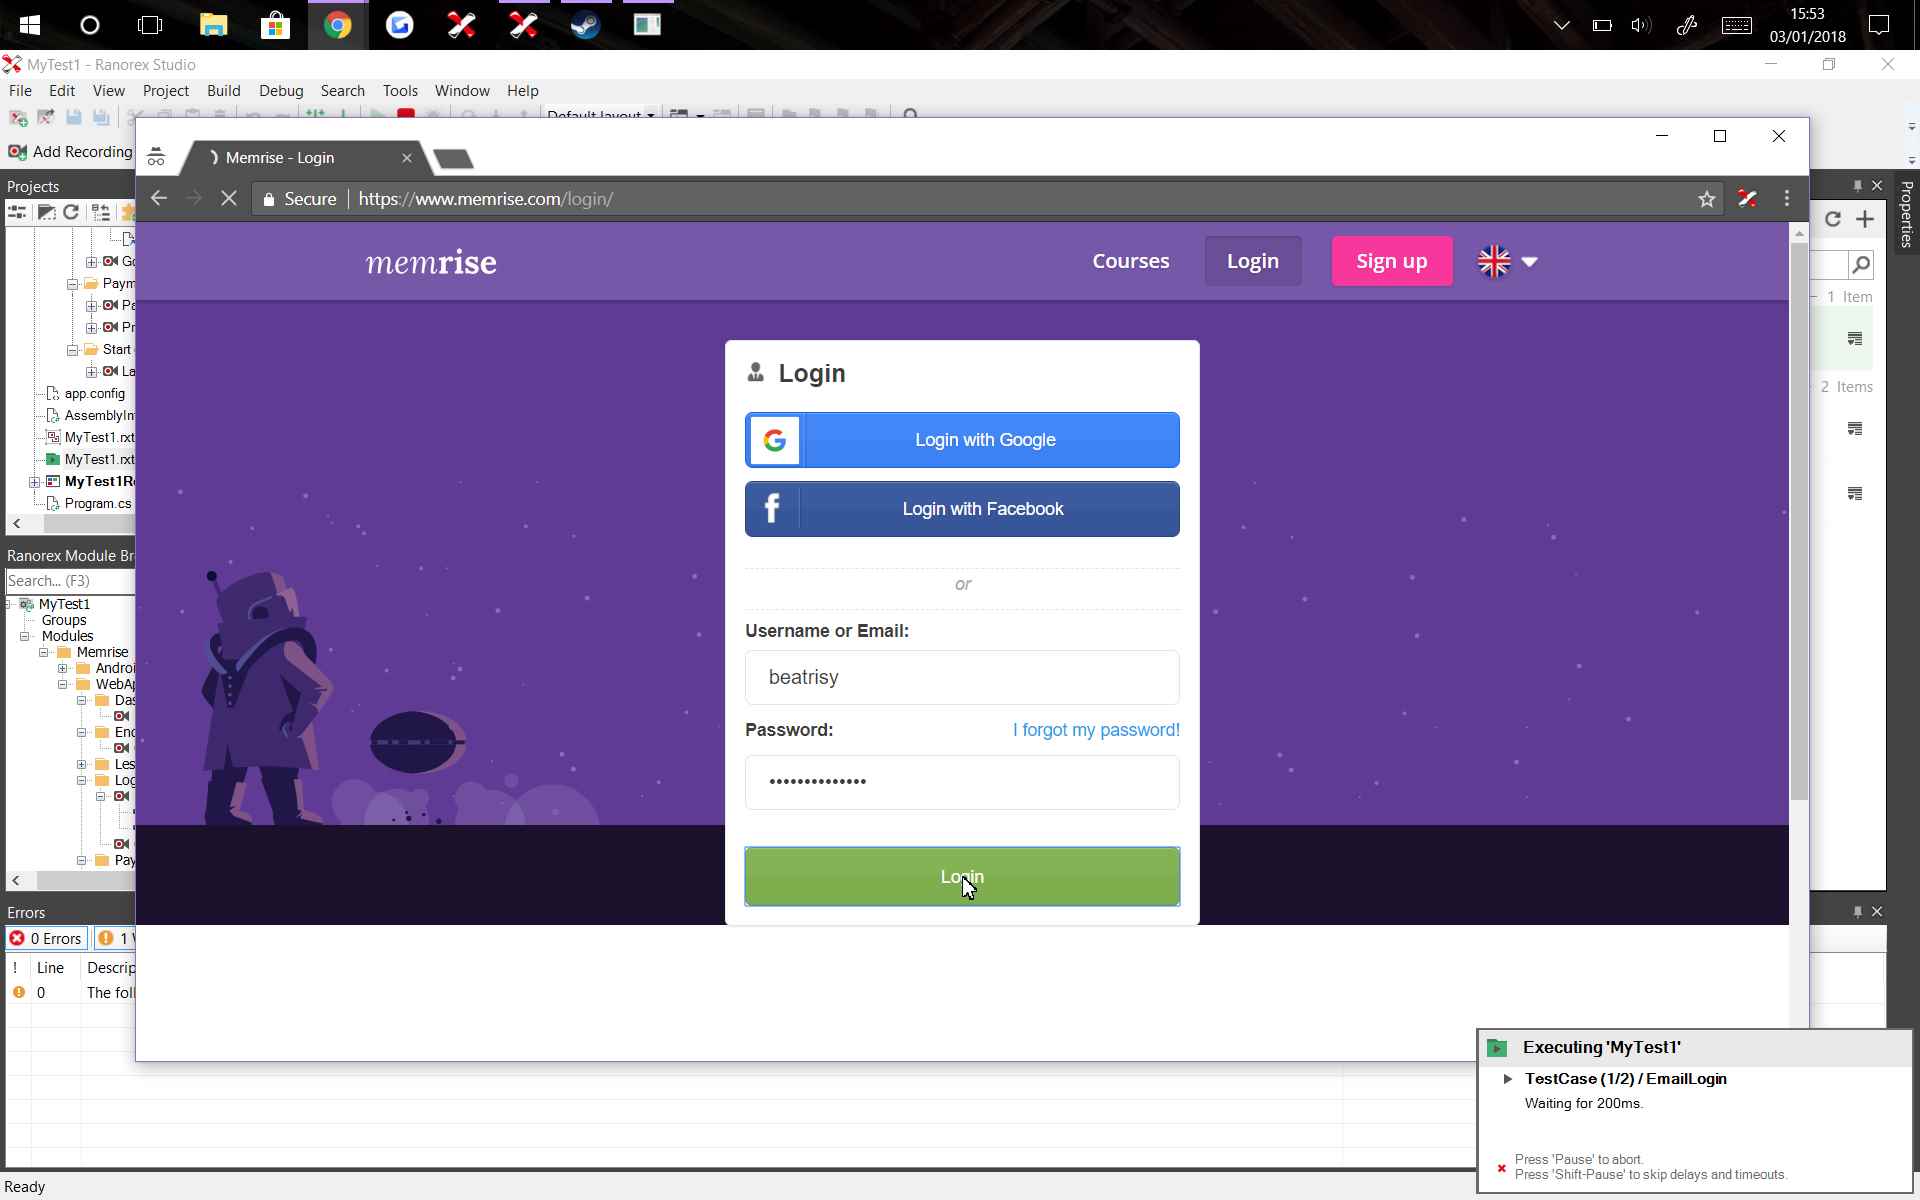 15:53
03/01/2018
MyTest1 - Ranorex Studio
File Edit View Project Build Debug Search Tools Window Help
Default layout
Add Recording
Memrise - Login
Secure https://www.memrise.com/login/
Projects
Properties
Paym
Start
app.config
AssemblyIn
MyTest1.rxt
MyTest1.rxt
MyTest1R
Program.cs
1 Item
2 Items
memrise
Courses Login Sign up
Login
G Login with Google
f Login with Facebook
or
Username or Email:
beatrisy
Password: I forgot my password!
••••••••••••••
Login
Ranorex Module Br
Search... (F3)
MyTest1
Groups
Modules
Memrise
Androi
WebAp
Das
Enc
Les
Log
Pay
Errors
0 Errors 1
! Line Descrip
0 The foll
Executing 'MyTest1'
TestCase (1/2) / EmailLogin
Waiting for 200ms.
Press 'Pause' to abort.
Press 'Shift-Pause' to skip delays and timeouts.
Ready